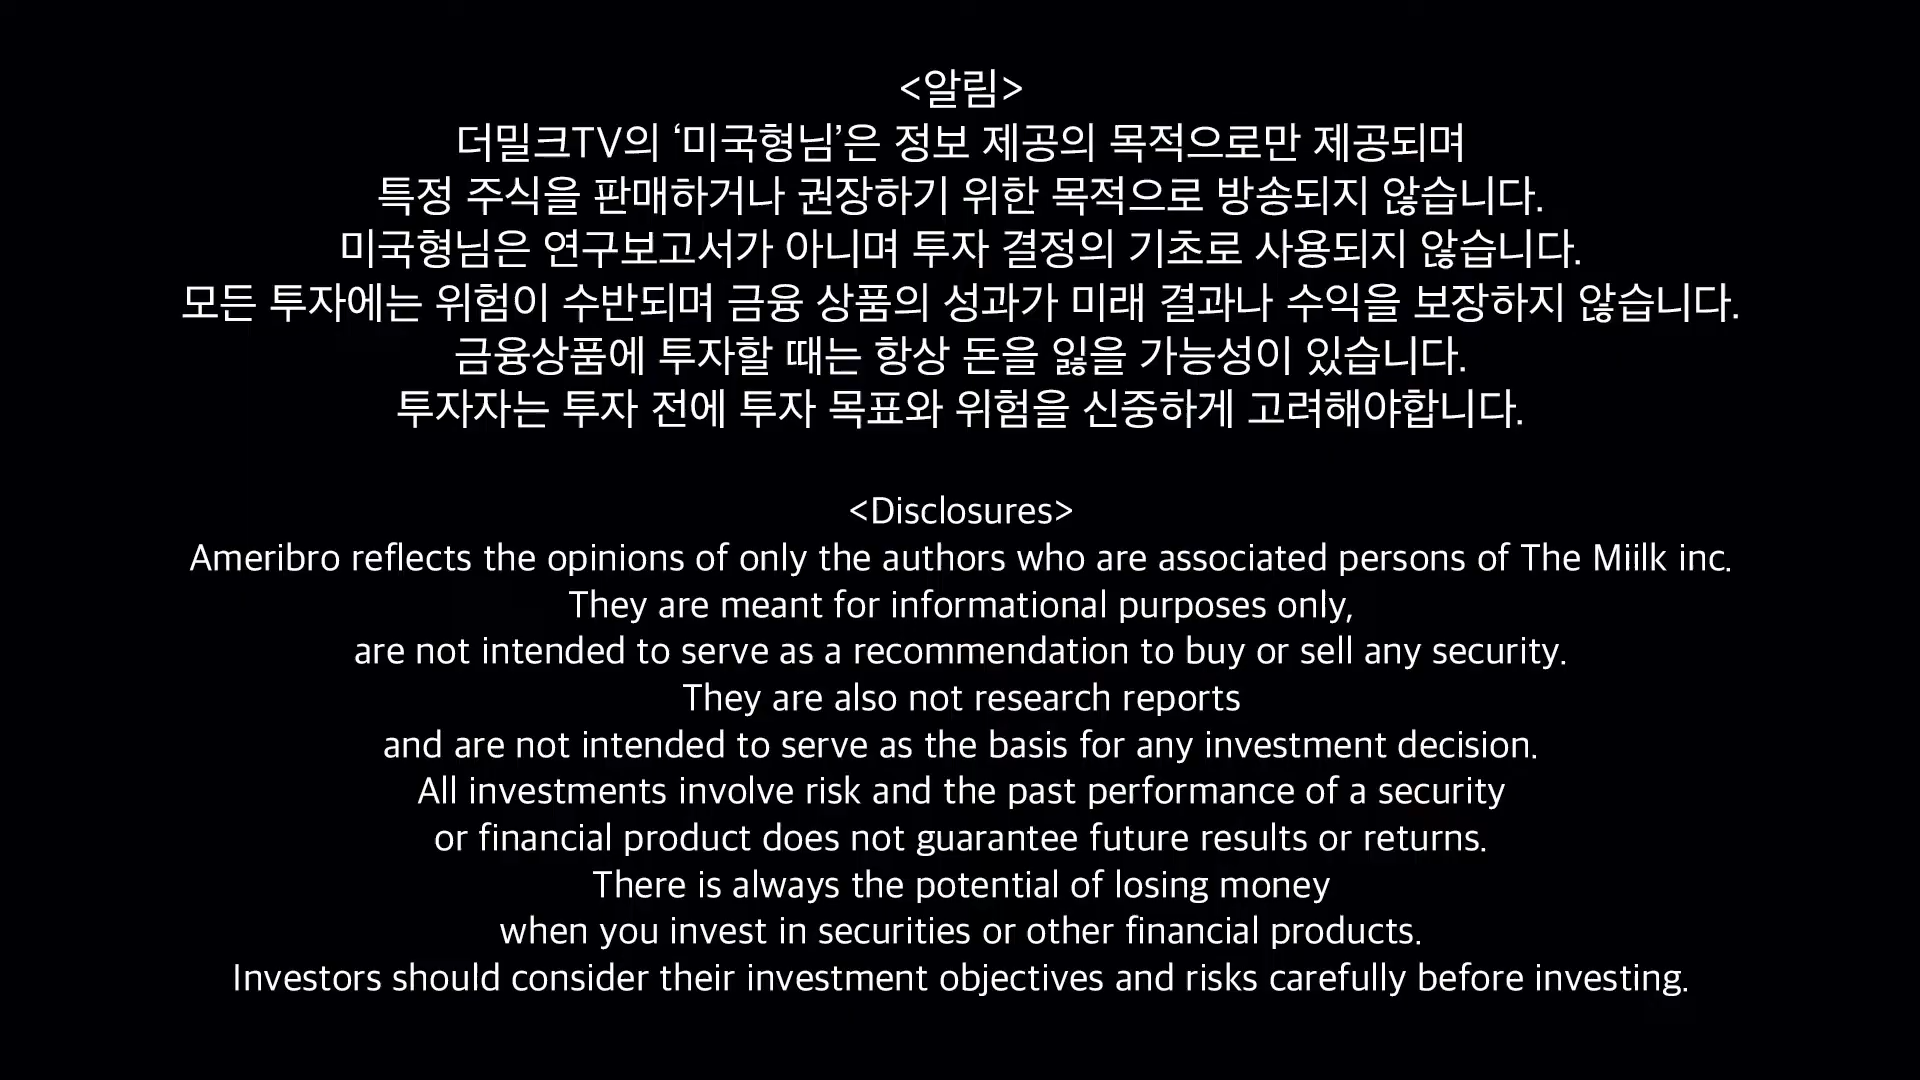 <알림>
더밀크TV의 ‘미국형님’은 정보 제공의 목적으로만 제공되며
특정 주식을 판매하거나 권장하기 위한 목적으로 방송되지 않습니다.
미국형님은 연구보고서가 아니며 투자 결정의 기초로 사용되지 않습니다.
모든 투자에는 위험이 수반되며 금융 상품의 성과가 미래 결과나 수익을 보장하지 않습니다.
금융상품에 투자할 때는 항상 돈을 잃을 가능성이 있습니다.
투자자는 투자 전에 투자 목표와 위험을 신중하게 고려해야합니다.
<Disclosures>
Ameribro reflects the opinions of only the authors who are associated persons of The Miilk inc.
They are meant for informational purposes only,
are not intended to serve as a recommendation to buy or sell any security.
They are also not research reports
and are not intended to serve as the basis for any investment decision.
All investments involve risk and the past performance of a security
or financial product does not guarantee future results or returns.
There is always the potential of losing money
when you invest in securities or other financial products.
Investors should consider their investment objectives and risks carefully before investing.